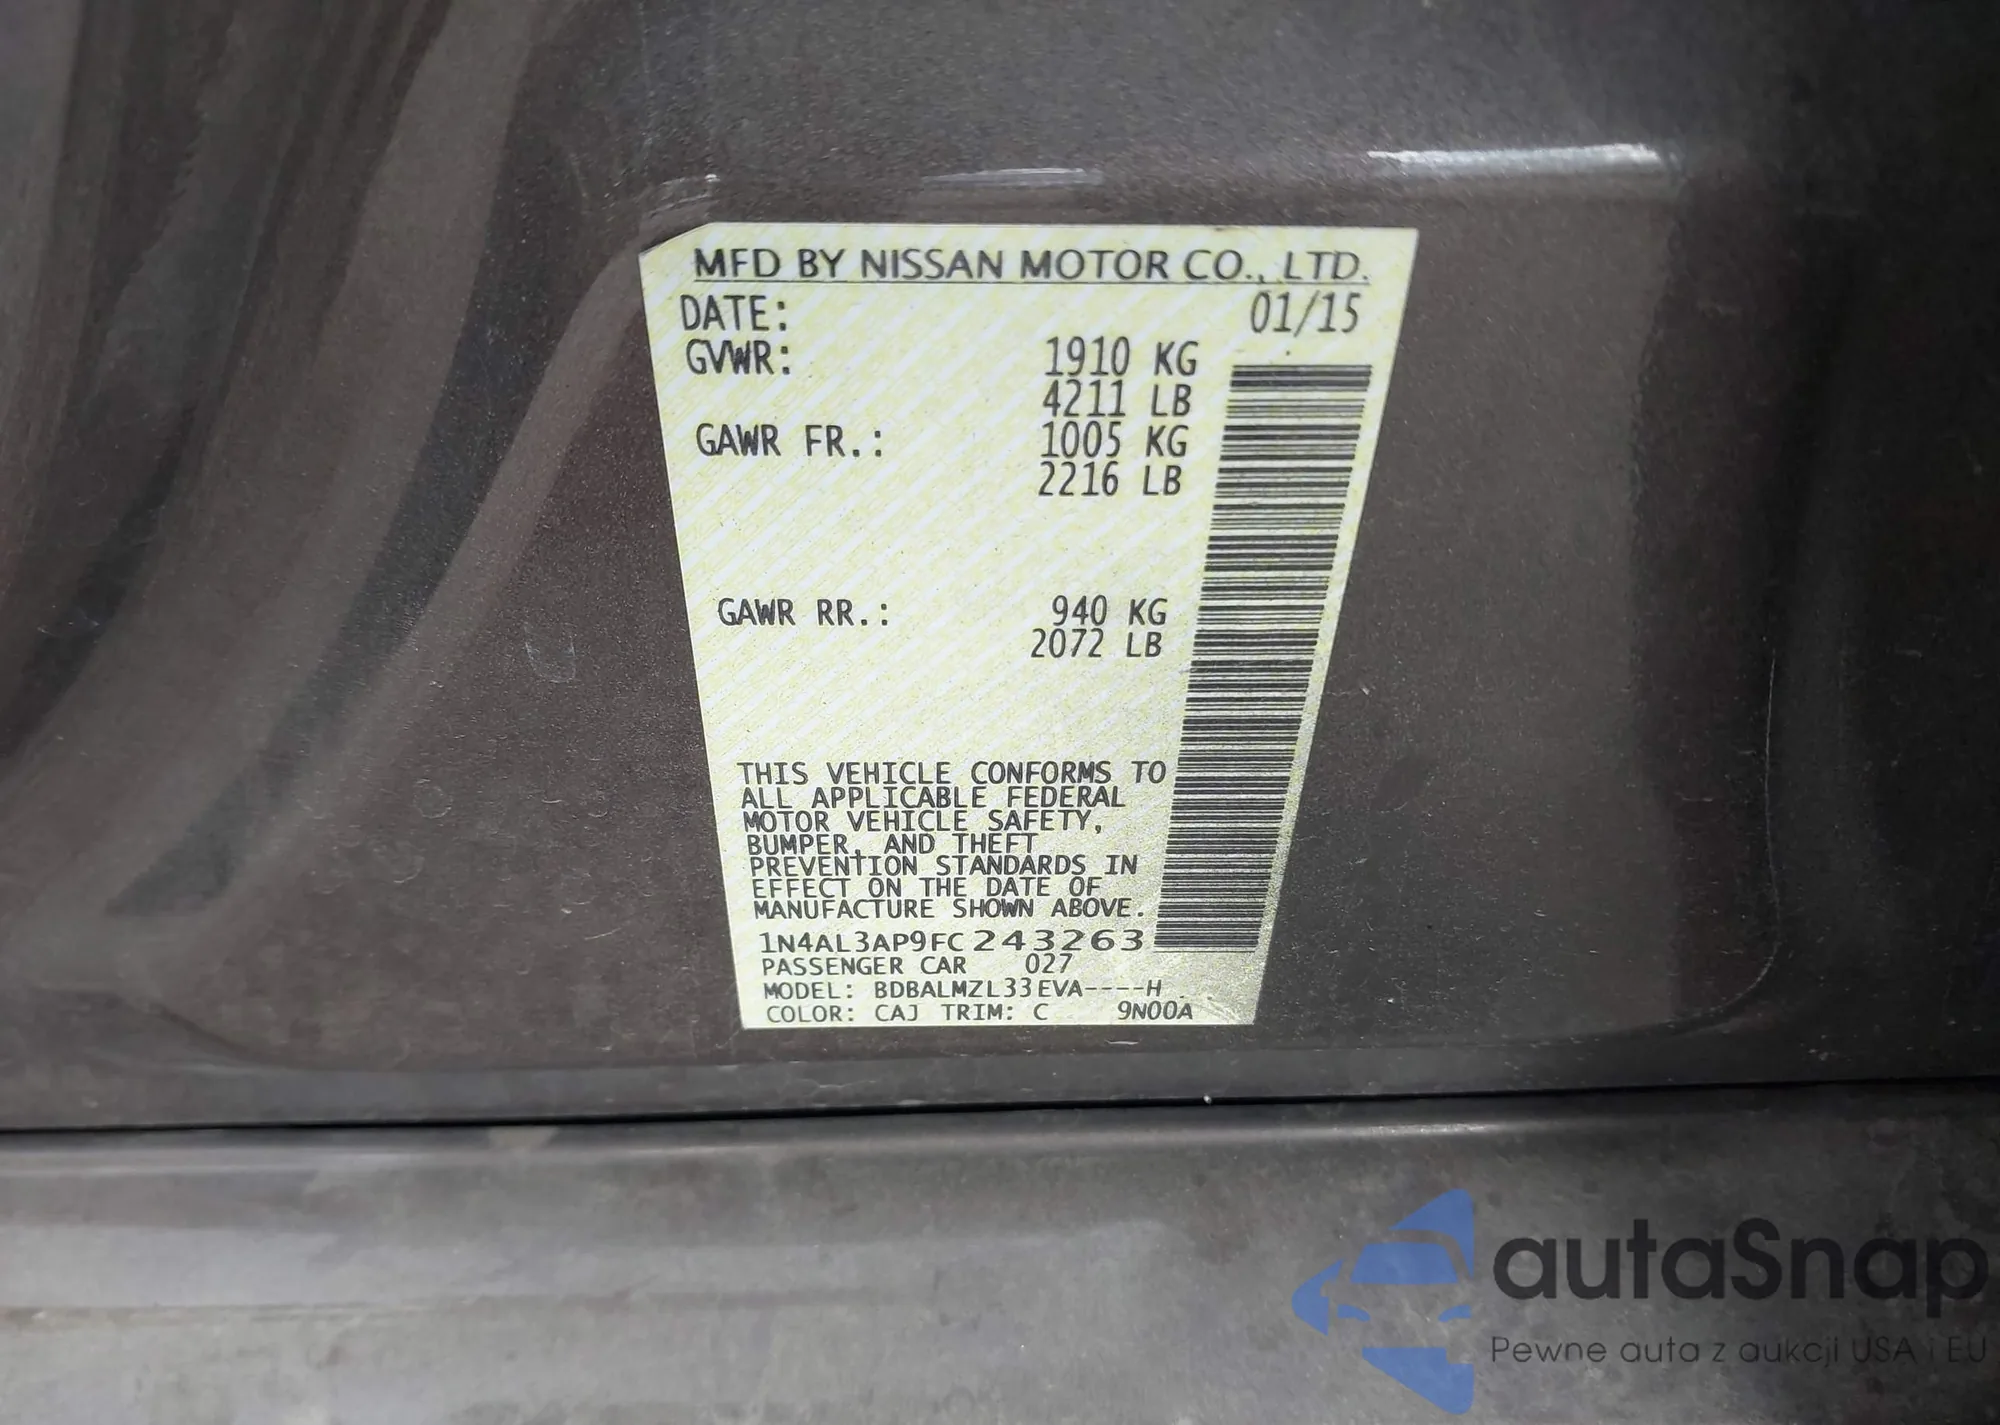 MFD BY NISSAN MOTOR CO., LTD.
DATE: 01/15
GVWR: 1910 KG
4211 LB
GAWR FR.: 1005 KG
2216 LB
GAWR RR.: 940 KG
2072 LB
THIS VEHICLE CONFORMS TO
ALL APPLICABLE FEDERAL
MOTOR VEHICLE SAFETY,
BUMPER, AND THEFT
PREVENTION STANDARDS IN
EFFECT ON THE DATE OF
MANUFACTURE SHOWN ABOVE.
1N4AL3AP9FC243263
PASSENGER CAR 027
MODEL: BDBALMZL33EVA----H
COLOR: CAJ TRIM: C 9N00A
autaSnap
Pewne auta z aukcji USA i EU